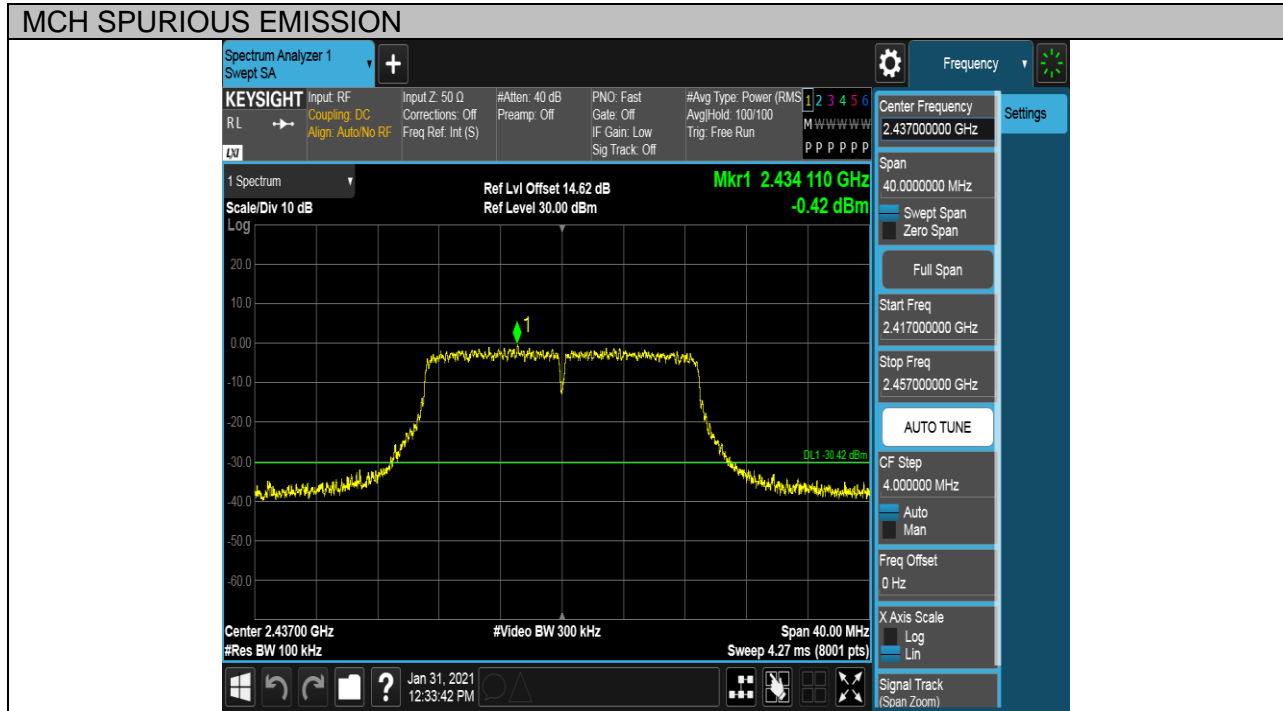 MCH SPURIOUS EMISSION
Spectrum Analyzer 1
Swept SA
+
Frequency
Settings
KEYSIGHT
RL
LXI
Input: RF
Coupling: DC
Align: Auto/No RF
Input Z: 50 Ω
Corrections: Off
Freq Ref: Int (S)
#Atten: 40 dB
Preamp: Off
PNO: Fast
Gate: Off
IF Gain: Low
Sig Track: Off
#Avg Type: Power (RMS
Avg|Hold: 100/100
Trig: Free Run
1 2 3 4 5 6
M W W W W W
P P P P P P
1 Spectrum
Scale/Div 10 dB
Log
Ref Lvl Offset 14.62 dB
Ref Level 30.00 dBm
Mkr1 2.434 110 GHz
-0.42 dBm
20.0
10.0
0.00
-10.0
-20.0
-30.0
-40.0
-50.0
-60.0
1
DL1 -30.42 dBm
Center 2.43700 GHz
#Res BW 100 kHz
#Video BW 300 kHz
Span 40.00 MHz
Sweep 4.27 ms (8001 pts)
Center Frequency
2.437000000 GHz
Span
40.0000000 MHz
Swept Span
Zero Span
Full Span
Start Freq
2.417000000 GHz
Stop Freq
2.457000000 GHz
AUTO TUNE
CF Step
4.000000 MHz
Auto
Man
Freq Offset
0 Hz
X Axis Scale
Log
Lin
Signal Track
(Span Zoom)
?
Jan 31, 2021
12:33:42 PM